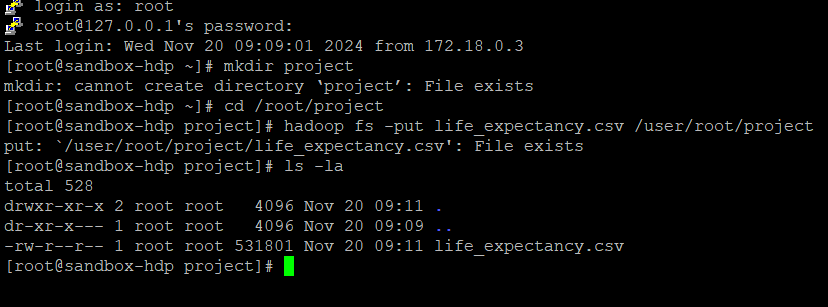 login as: root
root@127.0.0.1's password:
Last login: Wed Nov 20 09:09:01 2024 from 172.18.0.3
[root@sandbox-hdp ~]# mkdir project
mkdir: cannot create directory ‘project’: File exists
[root@sandbox-hdp ~]# cd /root/project
[root@sandbox-hdp project]# hadoop fs -put life_expectancy.csv /user/root/project
put: `/user/root/project/life_expectancy.csv': File exists
[root@sandbox-hdp project]# ls -la
total 528
drwxr-xr-x 2 root root   4096 Nov 20 09:11 .
dr-xr-x--- 1 root root   4096 Nov 20 09:09 ..
-rw-r--r-- 1 root root 531801 Nov 20 09:11 life_expectancy.csv
[root@sandbox-hdp project]#